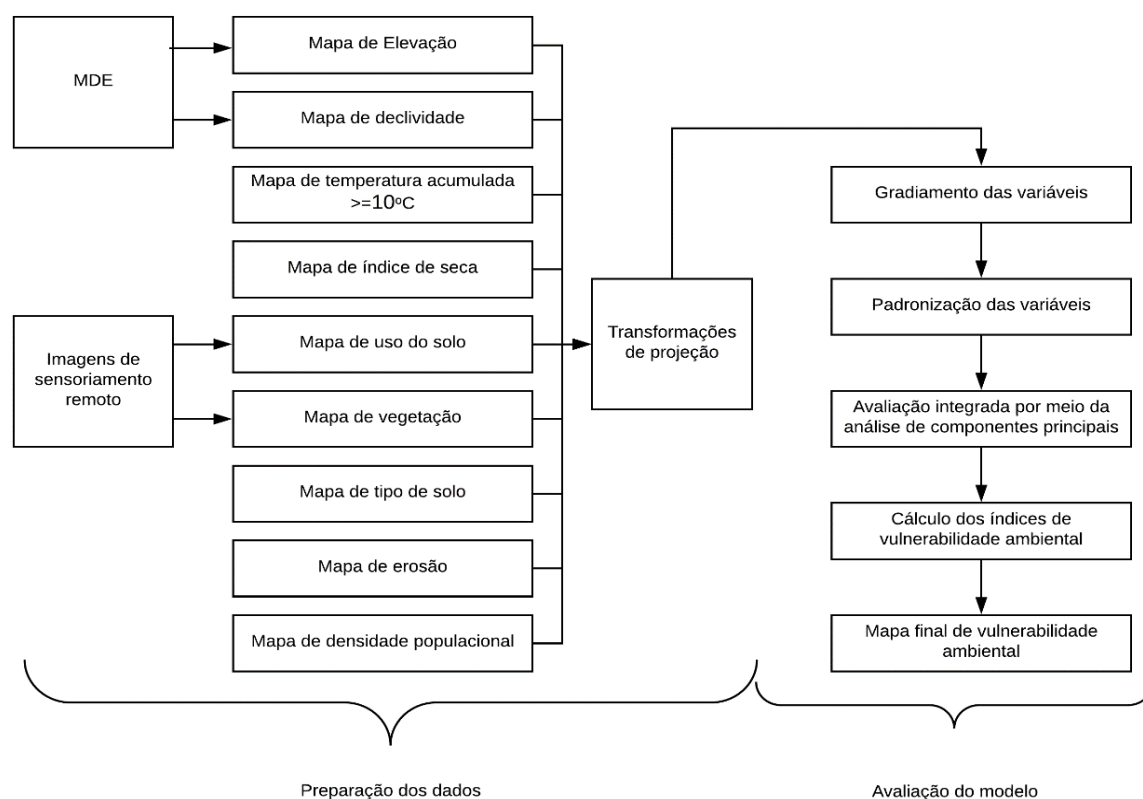 MDE
Mapa de Elevação
Mapa de declividade
Mapa de temperatura acumulada
>=10ºC
Mapa de índice de seca
Imagens de
sensoriamento
remoto
Mapa de uso do solo
Mapa de vegetação
Mapa de tipo de solo
Mapa de erosão
Mapa de densidade populacional
Transformações
de projeção
Gradiamento das variáveis
Padronização das variáveis
Avaliação integrada por meio da
análise de componentes principais
Cálculo dos índices de
vulnerabilidade ambiental
Mapa final de vulnerabilidade
ambiental
Preparação dos dados
Avaliação do modelo